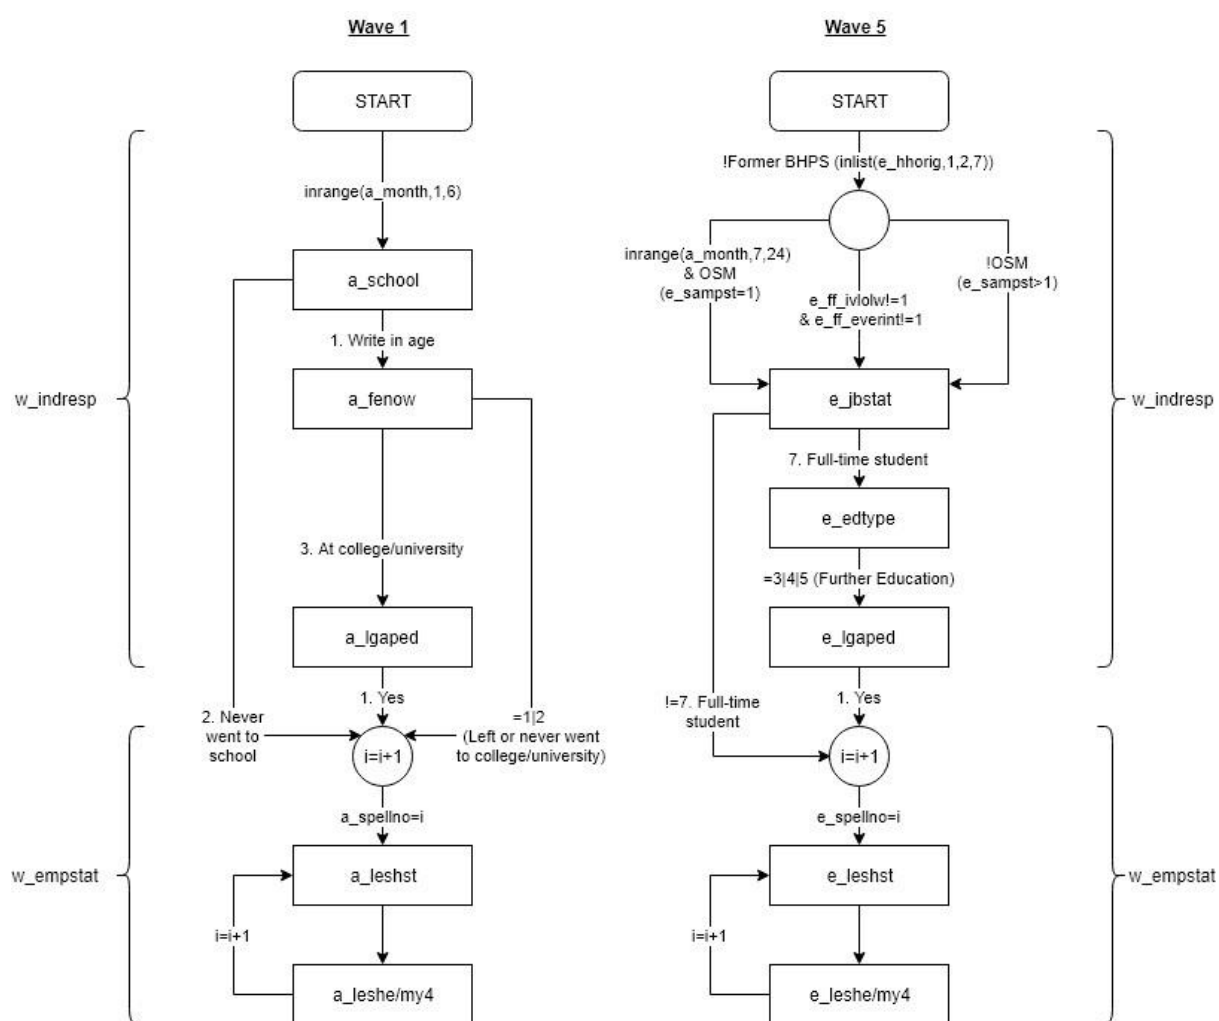 Wave 1
START
inrange(a_month,1,6)
a_school
1. Write in age
a_fenow
w_indresp
3. At college/university
a_lgaped
1. Yes
2. Never
went to
school
=1|2
(Left or never went
to college/university)
i=i+1
a_spellno=i
w_empstat
a_leshst
i=i+1
a_leshe/my4
Wave 5
START
!Former BHPS (inlist(e_hhorig,1,2,7))
inrange(a_month,7,24)
& OSM
(e_sampst=1)
e_ff_ivlolw!=1
& e_ff_everint!=1
!OSM
(e_sampst>1)
e_jbstat
w_indresp
7. Full-time student
e_edtype
=3|4|5 (Further Education)
e_lgaped
!=7. Full-time
student
1. Yes
i=i+1
e_spellno=i
e_leshst
w_empstat
i=i+1
e_leshe/my4